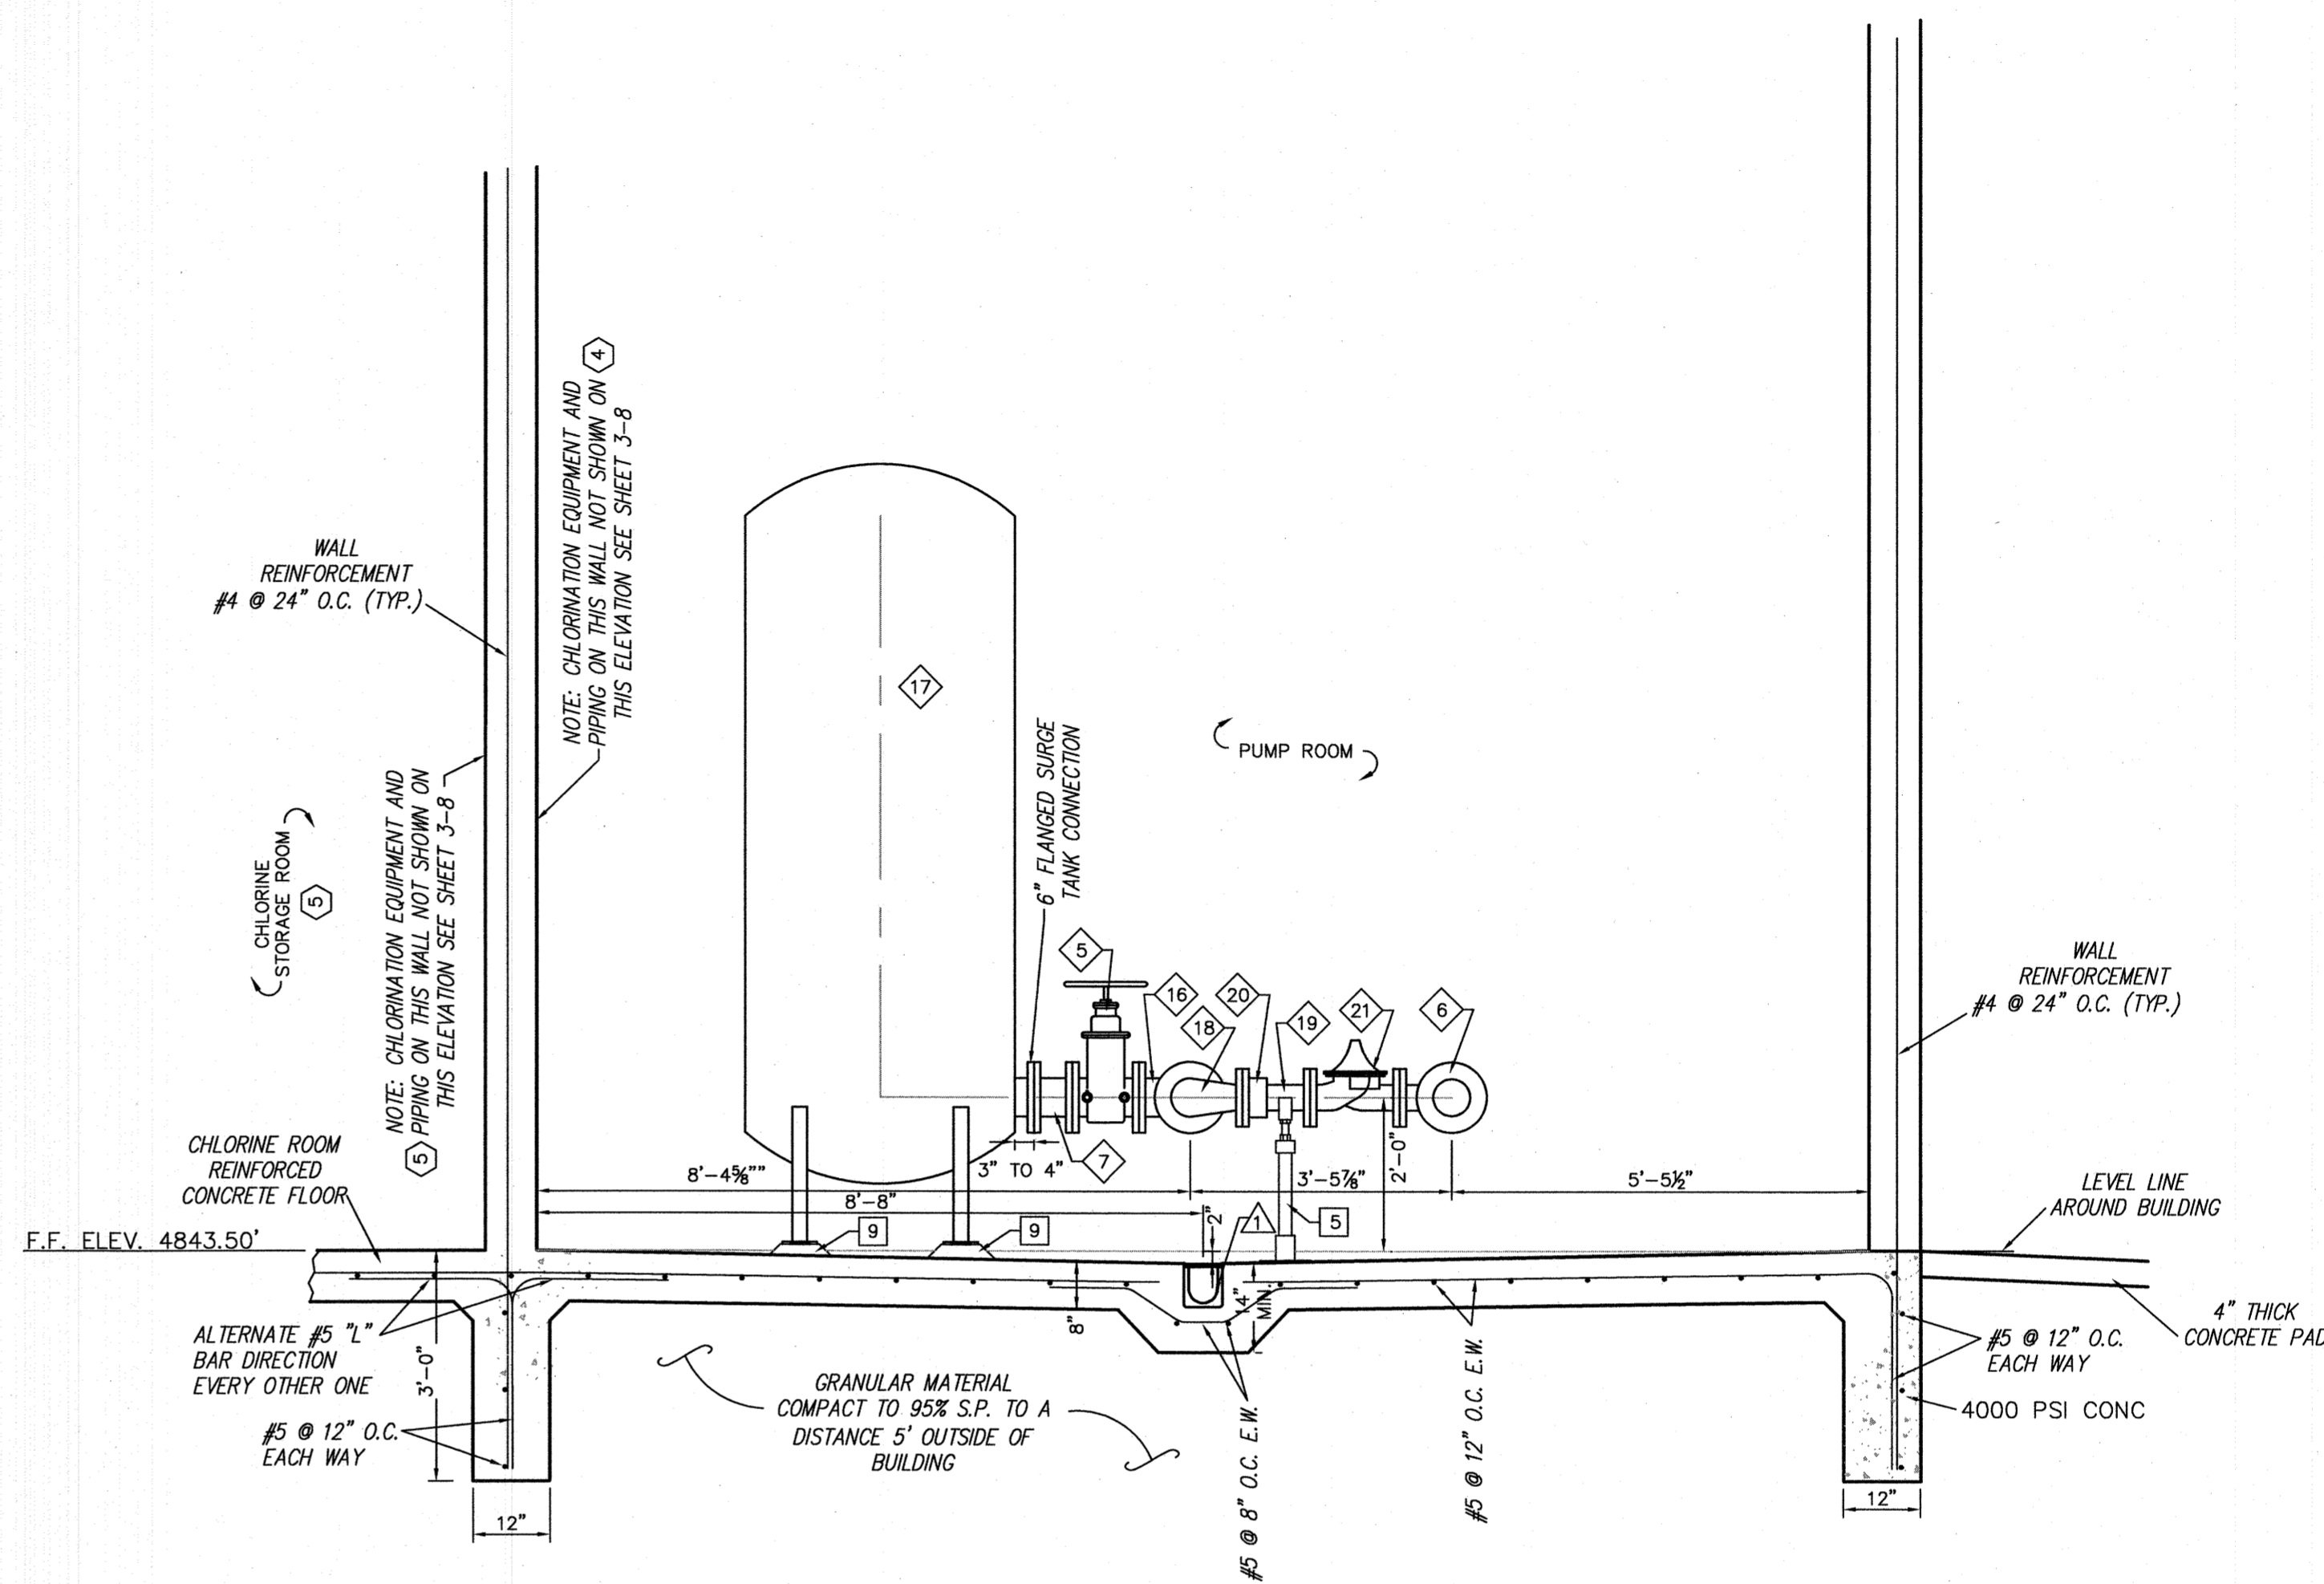 NOTE: CHLORINATION EQUIPMENT AND
PIPING ON THIS WALL NOT SHOWN ON 4
THIS ELEVATION SEE SHEET 3-8
WALL
REINFORCEMENT
#4 @ 24" O.C. (TYP.)
17
6" FLANGED SURGE
TANK CONNECTION
PUMP ROOM
CHLORINE
STORAGE ROOM
5
NOTE: CHLORINATION EQUIPMENT AND
5 PIPING ON THIS WALL NOT SHOWN ON
THIS ELEVATION SEE SHEET 3-8
5
16
20
18
19
21
6
WALL
REINFORCEMENT
#4 @ 24" O.C. (TYP.)
CHLORINE ROOM
REINFORCED
CONCRETE FLOOR
3" TO 4"
7
8'-4⅝""
3'-5⅞"
2'-0"
5'-5½"
8'-8"
LEVEL LINE
AROUND BUILDING
F.F. ELEV. 4843.50'
9
9
2"
1
5
8"
14"
MIN.
ALTERNATE #5 "L"
BAR DIRECTION
EVERY OTHER ONE
3'-0"
#5 @ 12" O.C.
EACH WAY
GRANULAR MATERIAL
COMPACT TO 95% S.P. TO A
DISTANCE 5' OUTSIDE OF
BUILDING
#5 @ 8" O.C. E.W.
#5 @ 12" O.C. E.W.
4" THICK
CONCRETE PAD
#5 @ 12" O.C.
EACH WAY
4000 PSI CONC
12"
12"